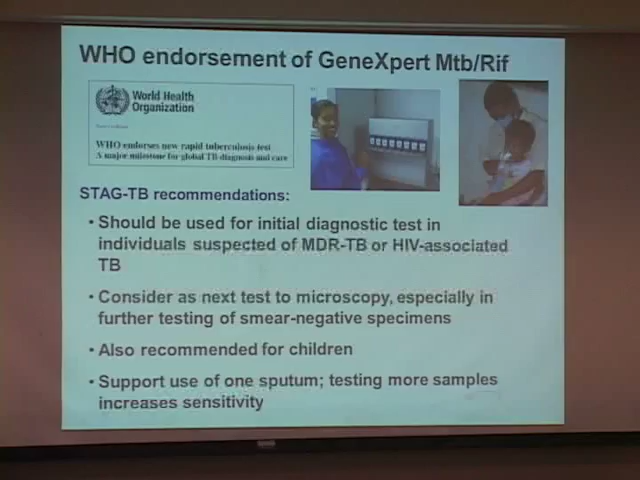 WHO endorsement of GeneXpert Mtb/Rif
World Health
Organization
WHO endorses new rapid tuberculosis test
A major milestone for global TB diagnosis and care
STAG-TB recommendations:
• Should be used for initial diagnostic test in
individuals suspected of MDR-TB or HIV-associated
TB
• Consider as next test to microscopy, especially in
further testing of smear-negative specimens
• Also recommended for children
• Support use of one sputum; testing more samples
increases sensitivity